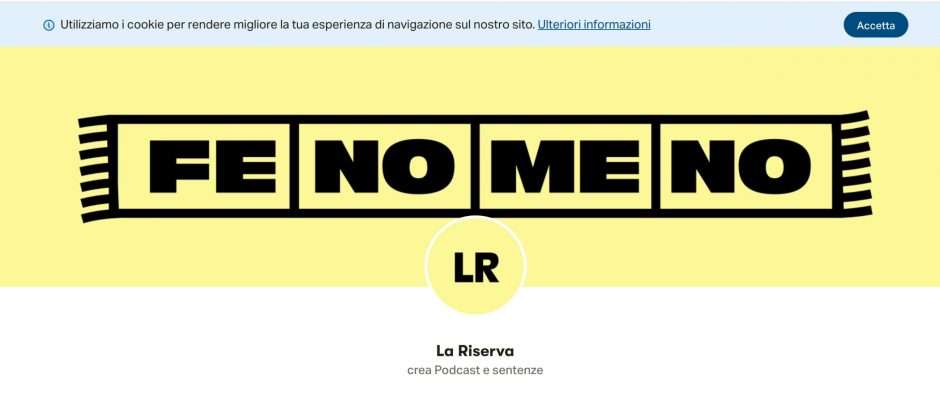 Utilizziamo i cookie per rendere migliore la tua esperienza di navigazione sul nostro sito. Ulteriori informazioni
Accetta
FE NO ME NO
LR
La Riserva
crea Podcast e sentenze